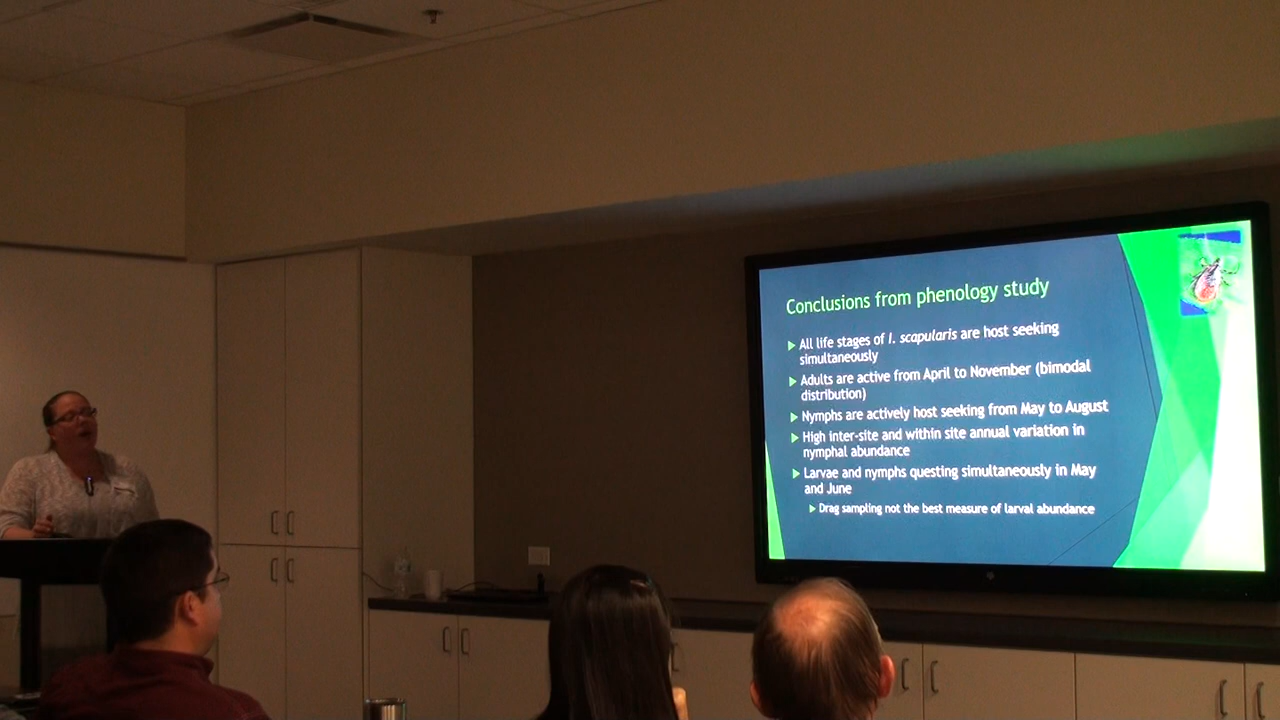 Conclusions from phenology study
All life stages of I. scapularis are host seeking
simultaneously
Adults are active from April to November (bimodal
distribution)
Nymphs are actively host seeking from May to August
High inter-site and within site annual variation in
nymphal abundance
Larvae and nymphs questing simultaneously in May
and June
Drag sampling not the best measure of larval abundance